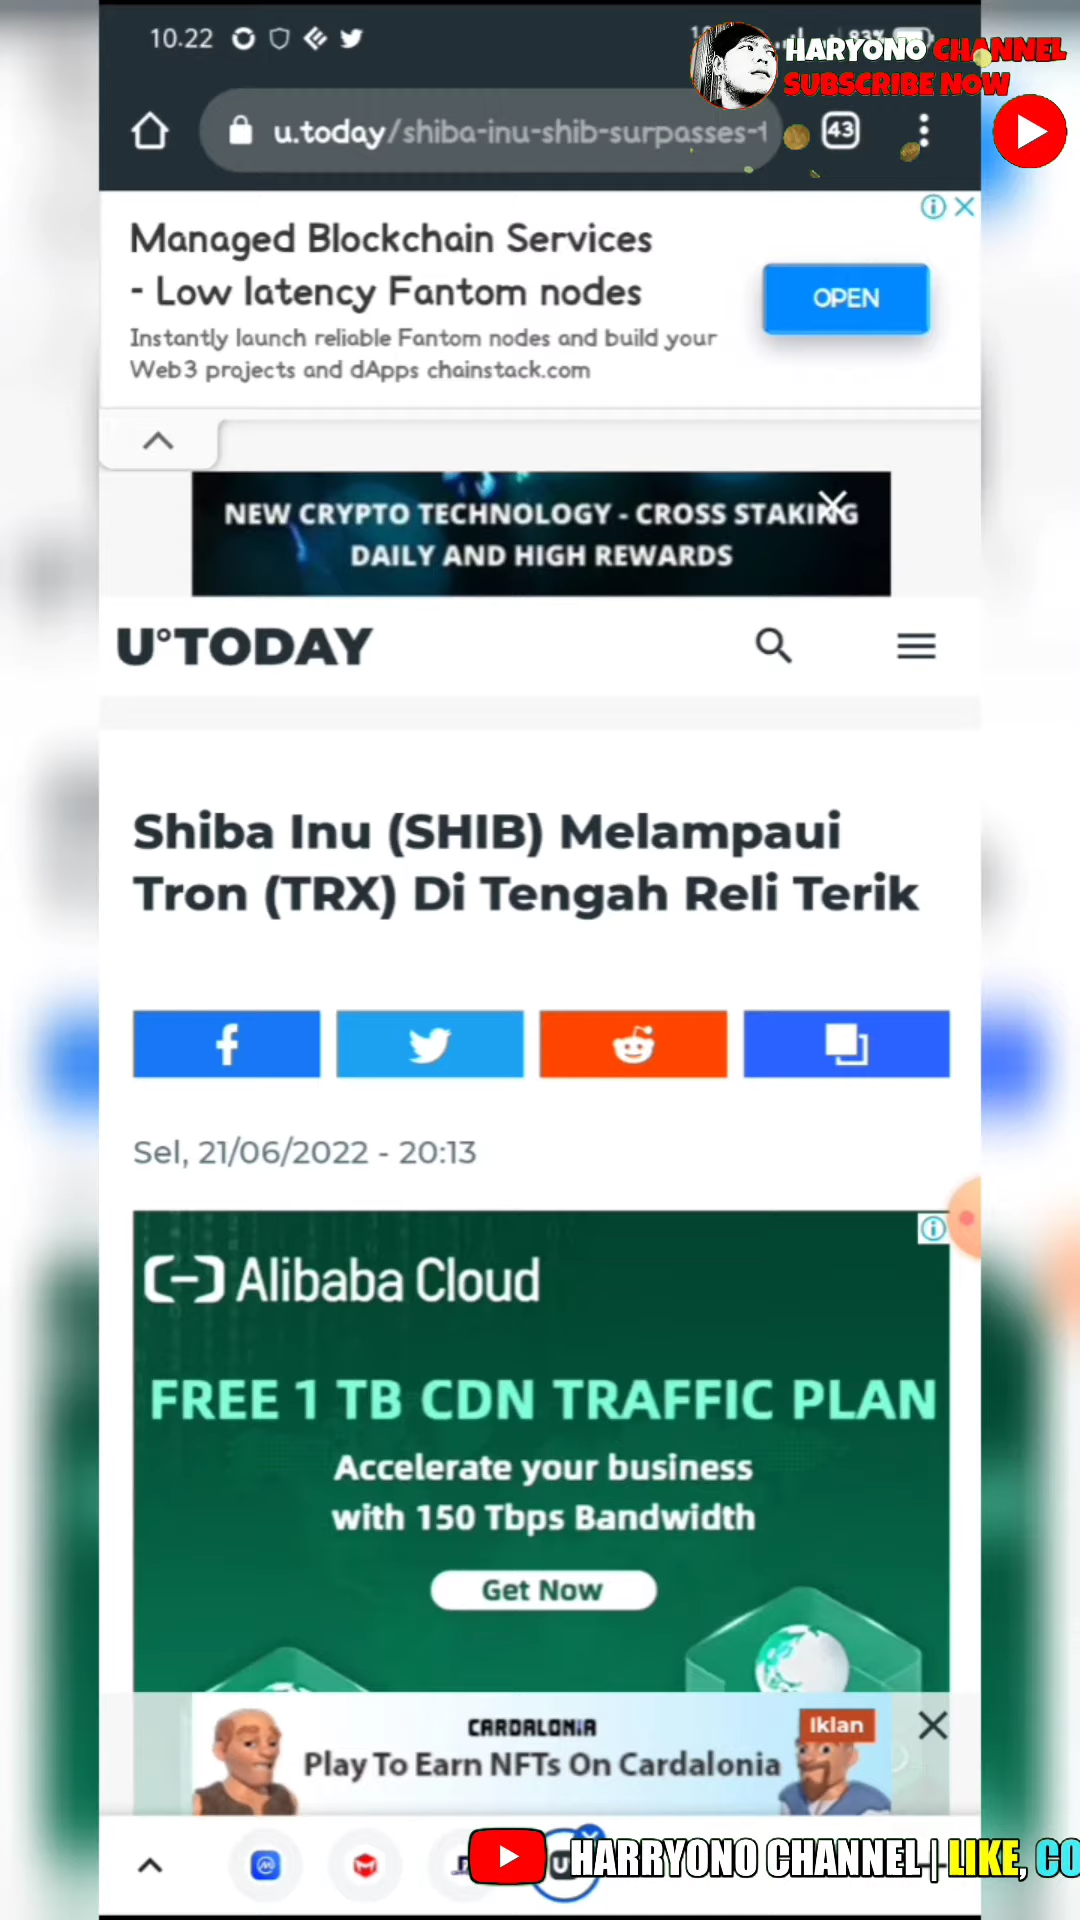 10.22
HARYONO CHANNEL
SUBSCRIBE NOW
u.today/shiba-inu-shib-surpasses-1
43
Managed Blockchain Services
- Low latency Fantom nodes
Instantly launch reliable Fantom nodes and build your
Web3 projects and dApps chainstack.com
OPEN
NEW CRYPTO TECHNOLOGY - CROSS STAKING
DAILY AND HIGH REWARDS
U°TODAY
Shiba Inu (SHIB) Melampaui
Tron (TRX) Di Tengah Reli Terik
Sel, 21/06/2022 - 20:13
Alibaba Cloud
FREE 1 TB CDN TRAFFIC PLAN
Accelerate your business
with 150 Tbps Bandwidth
Get Now
CARDALONIA
Play To Earn NFTs On Cardalonia
Iklan
HARRYONO CHANNEL | LIKE, CO